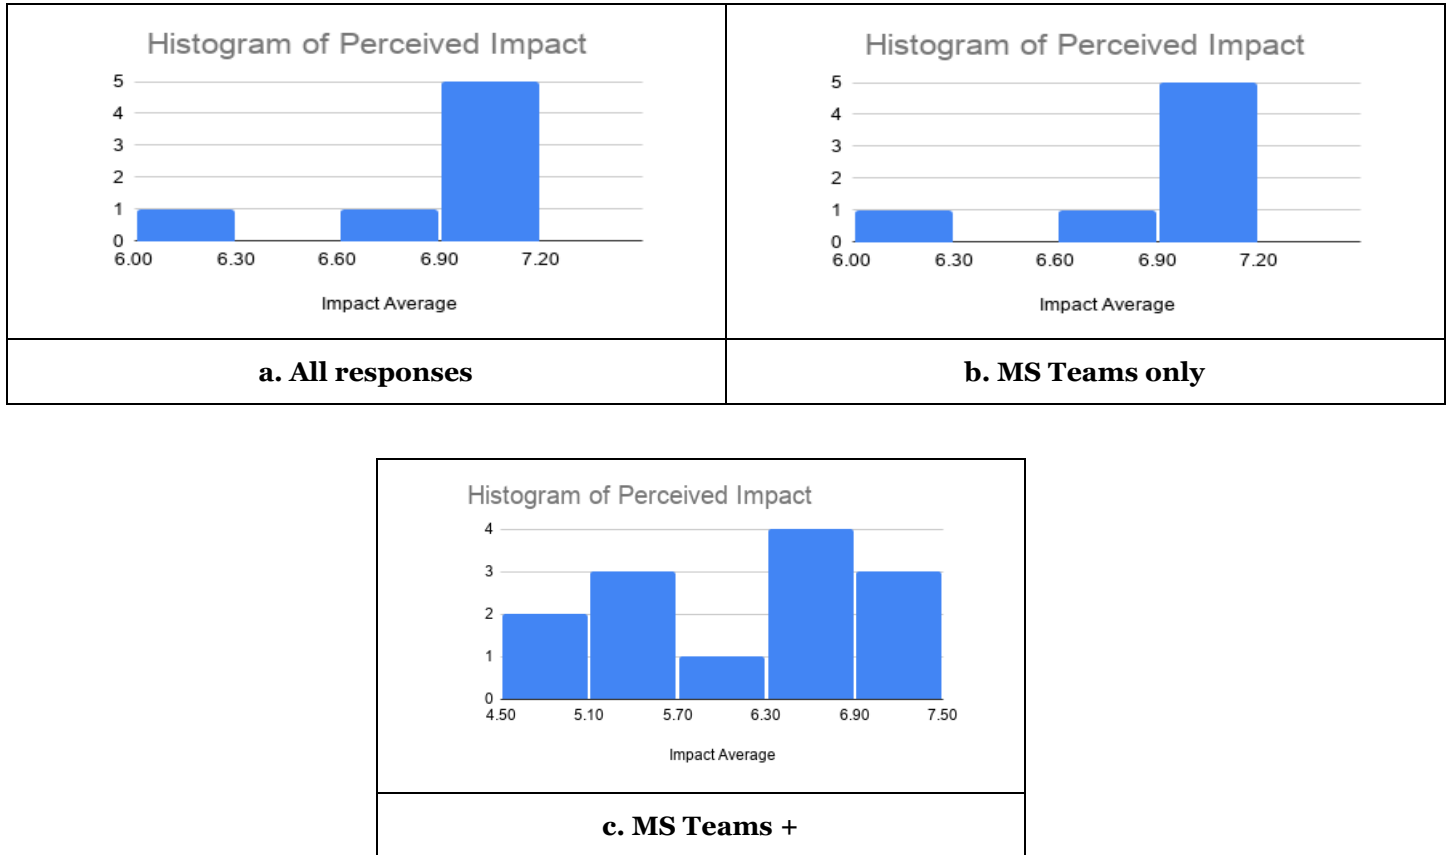 Histogram of Perceived Impact
5
4
3
2
1
0
6.00 6.30 6.60 6.90 7.20
Impact Average
a. All responses
Histogram of Perceived Impact
5
4
3
2
1
0
6.00 6.30 6.60 6.90 7.20
Impact Average
b. MS Teams only
Histogram of Perceived Impact
4
3
2
1
0
4.50 5.10 5.70 6.30 6.90 7.50
Impact Average
c. MS Teams +